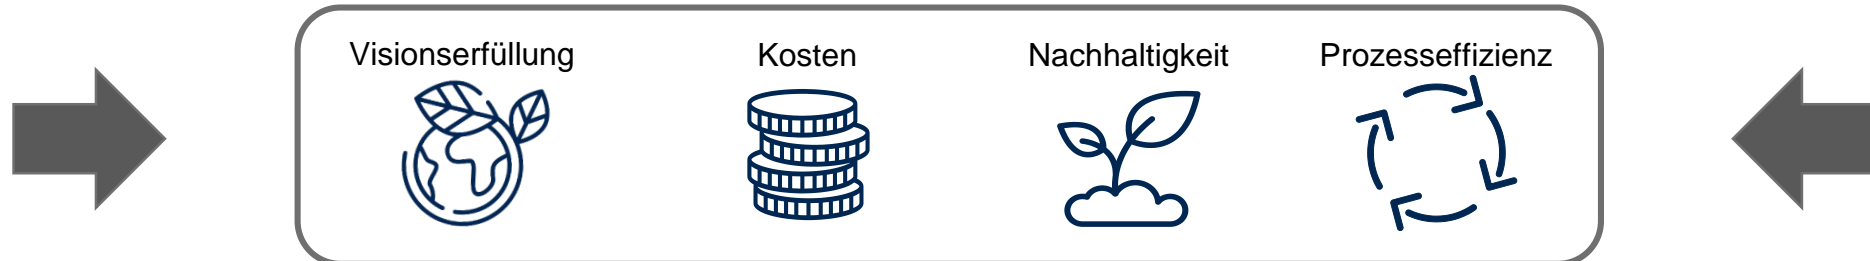 Visionserfüllung
Kosten
Nachhaltigkeit
Prozesseffizienz